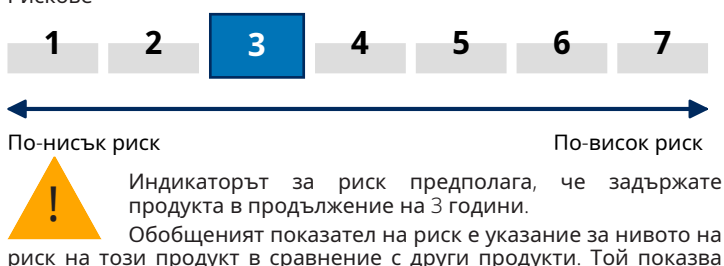 1 2 3 4 5 6 7
По-нисък риск По-висок риск
! Индикаторът за риск предполага, че задържате
продукта в продължение на 3 години.
Обобщеният показател на риск е указание за нивото на
риск на този продукт в сравнение с други продукти. Той показва